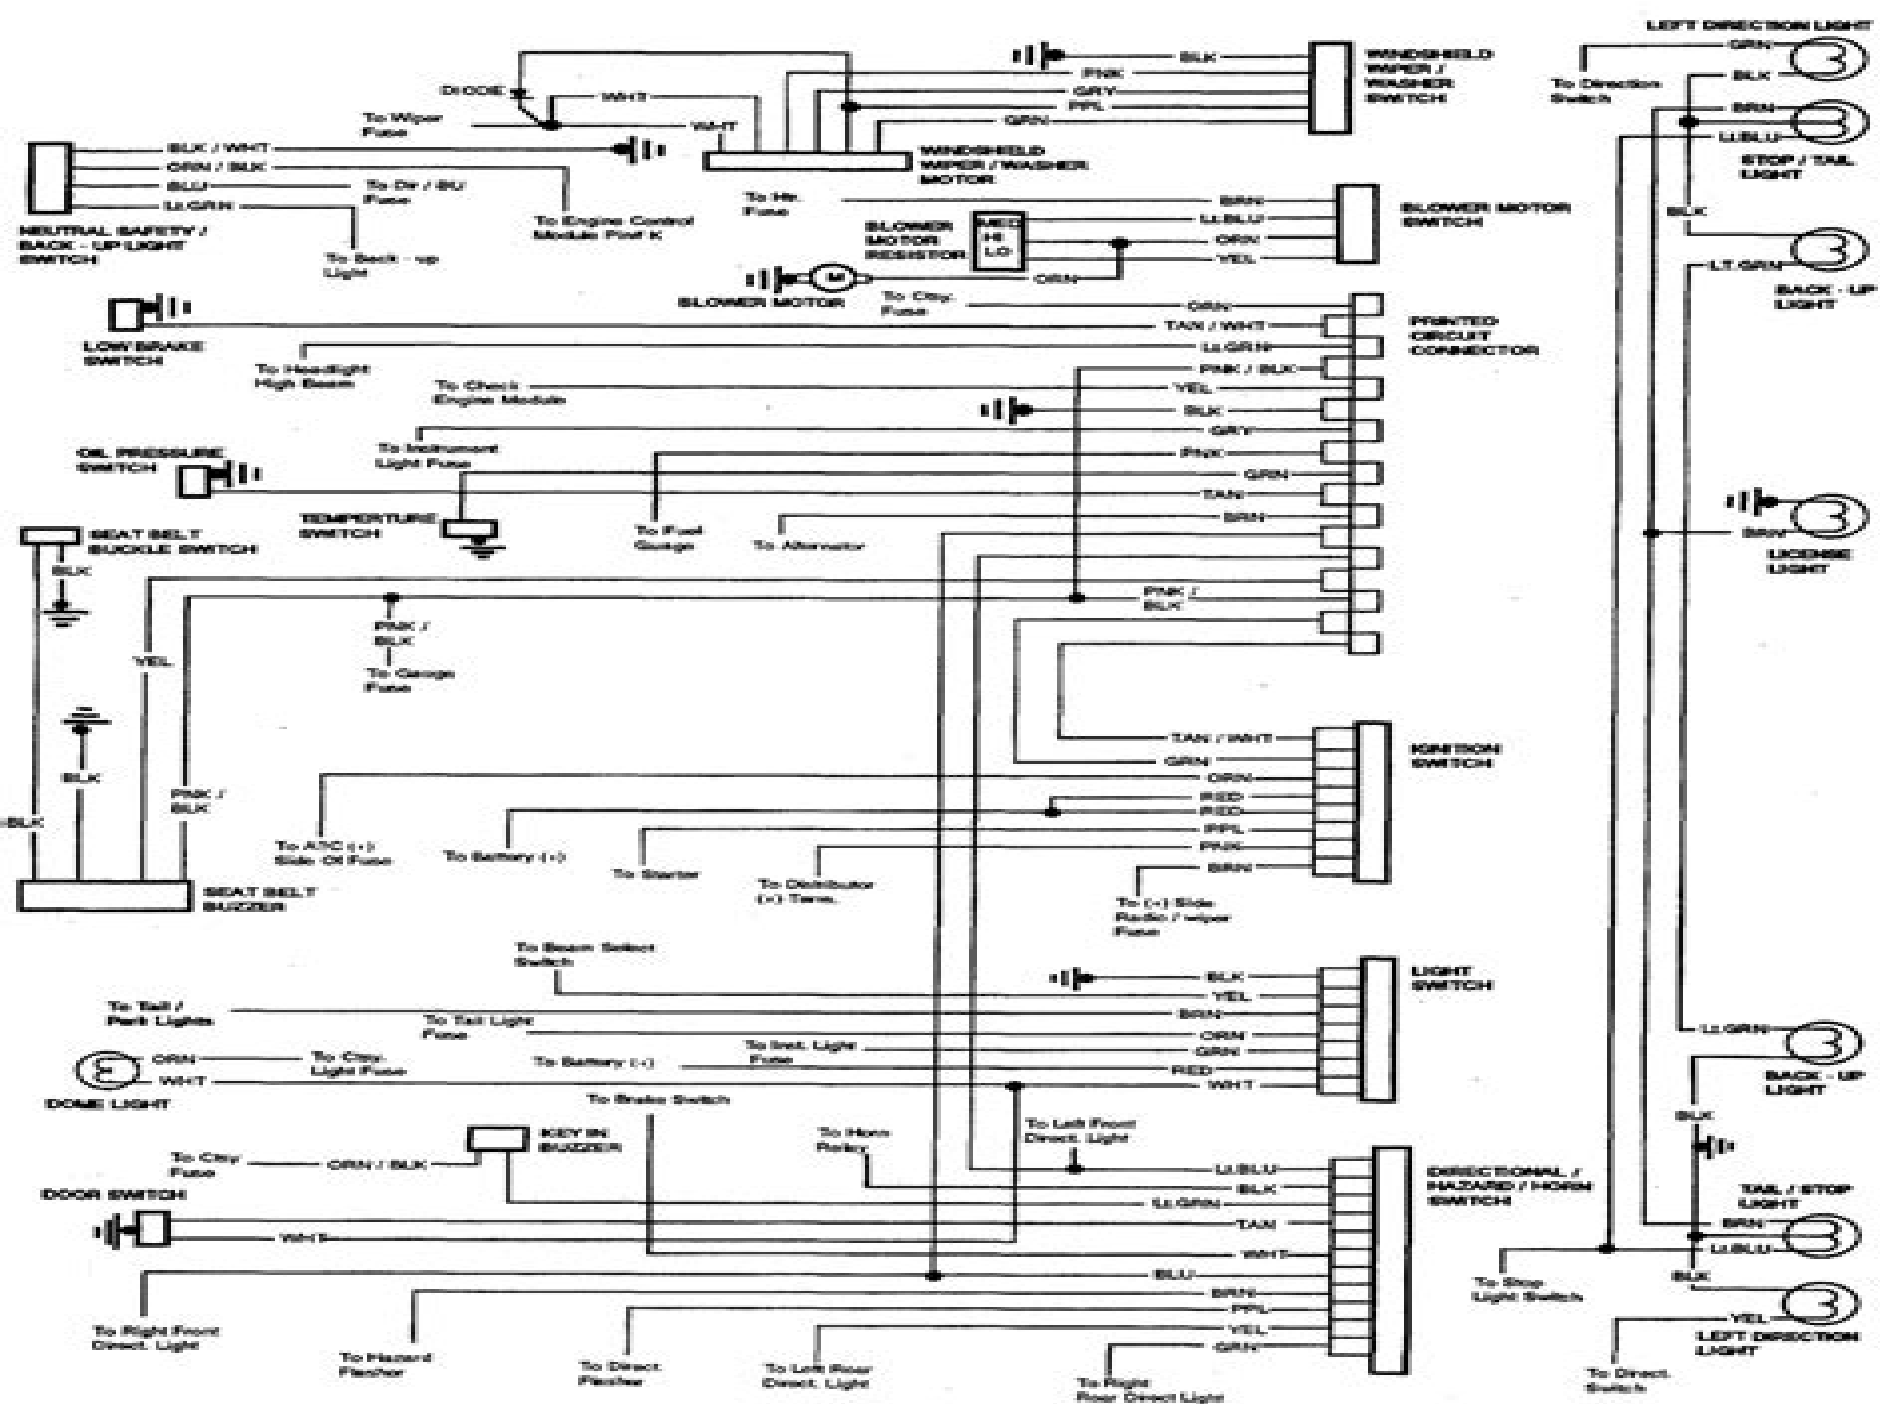 LEFT DIRECTION LIGHT
GRN
BLK
To Direction
Switch
BRN
Lt.BLU
STOP / TAIL
LIGHT
BLK
LT.GRN
BACK - UP
LIGHT
BRN
LICENSE
LIGHT
BLK
PNK
GRY
PPL
GRN
WINDSHIELD
WIPER /
WASHER
SWITCH
DIODE
WHT
To Wiper
Fuse
WHT
WINDSHIELD
WIPER / WASHER
MOTOR
BLK / WHT
ORN / BLK
BLU
Lt.GRN
To Dir / BU
Fuse
To Engine Control
Module Pin# K
NEUTRAL SAFETY /
BACK - UP LIGHT
SWITCH
To Back - up
Light
To Htr.
Fuse
BLOWER
MOTOR
RESISTOR
MED
HI
LO
BRN
Lt.BLU
ORN
YEL
BLOWER MOTOR
SWITCH
M
ORN
BLOWER MOTOR
To Ctsy.
Fuse
ORN
TAN / WHT
Lt.GRN
PNK / BLK
YEL
BLK
GRY
PNK
GRN
TAN
BRN
PRINTED
CIRCUIT
CONNECTOR
LOW BRAKE
SWITCH
To Headlight
High Beam
To Check
Engine Module
OIL PRESSURE
SWITCH
To Instrument
Light Fuse
TEMPERTURE
SWITCH
To Fuel
Guage
To Alternator
SEAT BELT
BUCKLE SWITCH
BLK
PNK /
BLK
PNK /
BLK
To Gauge
Fuse
YEL
BLK
PNK /
BLK
BLK
SEAT BELT
BUZZER
TAN / WHT
GRN
ORN
RED
RED
PPL
PNK
BRN
IGNITION
SWITCH
To ATC (+)
Side Of Fuse
To Battery (+)
To Starter
To Distributor
(+) Term.
To (+) Side
Radio / wiper
Fuse
To Beam Select
Switch
BLK
YEL
BRN
ORN
GRN
RED
WHT
LIGHT
SWITCH
To Tail /
Park Lights
To Tail Light
Fuse
To Inst. Light
Fuse
To Battery (+)
ORN
WHT
To Ctsy.
Light Fuse
DOME LIGHT
To Brake Switch
KEY IN
BUZZER
To Horn
Relay
To Left Front
Direct. Light
To Ctsy
Fuse
ORN / BLK
DOOR SWITCH
WHT
Lt.BLU
BLK
Lt.GRN
TAN
WHT
BLU
BRN
PPL
YEL
GRN
DIRECTIONAL /
HAZARD / HORN
SWITCH
To Right Front
Direct. Light
To Hazard
Flasher
To Direct
Flasher
To Left Rear
Direct. Light
To Right
Rear Direct Light
Lt.GRN
BACK - UP
LIGHT
BLK
TAIL / STOP
LIGHT
BRN
Lt.BLU
BLK
To Stop
Light Switch
YEL
LEFT DIRECTION
LIGHT
To Direct.
Switch